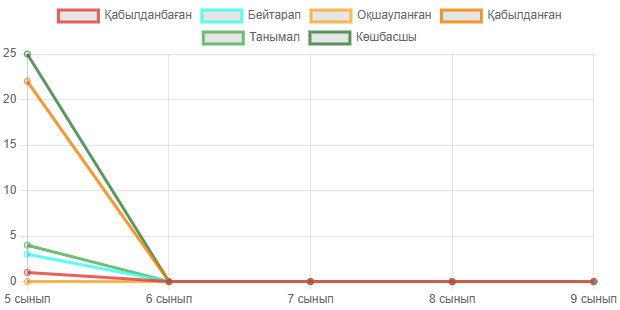 Қабылданбаған Бейтарап Оқшауланған Қабылданған
Танымал Көшбасшы
25
20
15
10
5
0
5 сынып 6 сынып 7 сынып 8 сынып 9 сынып